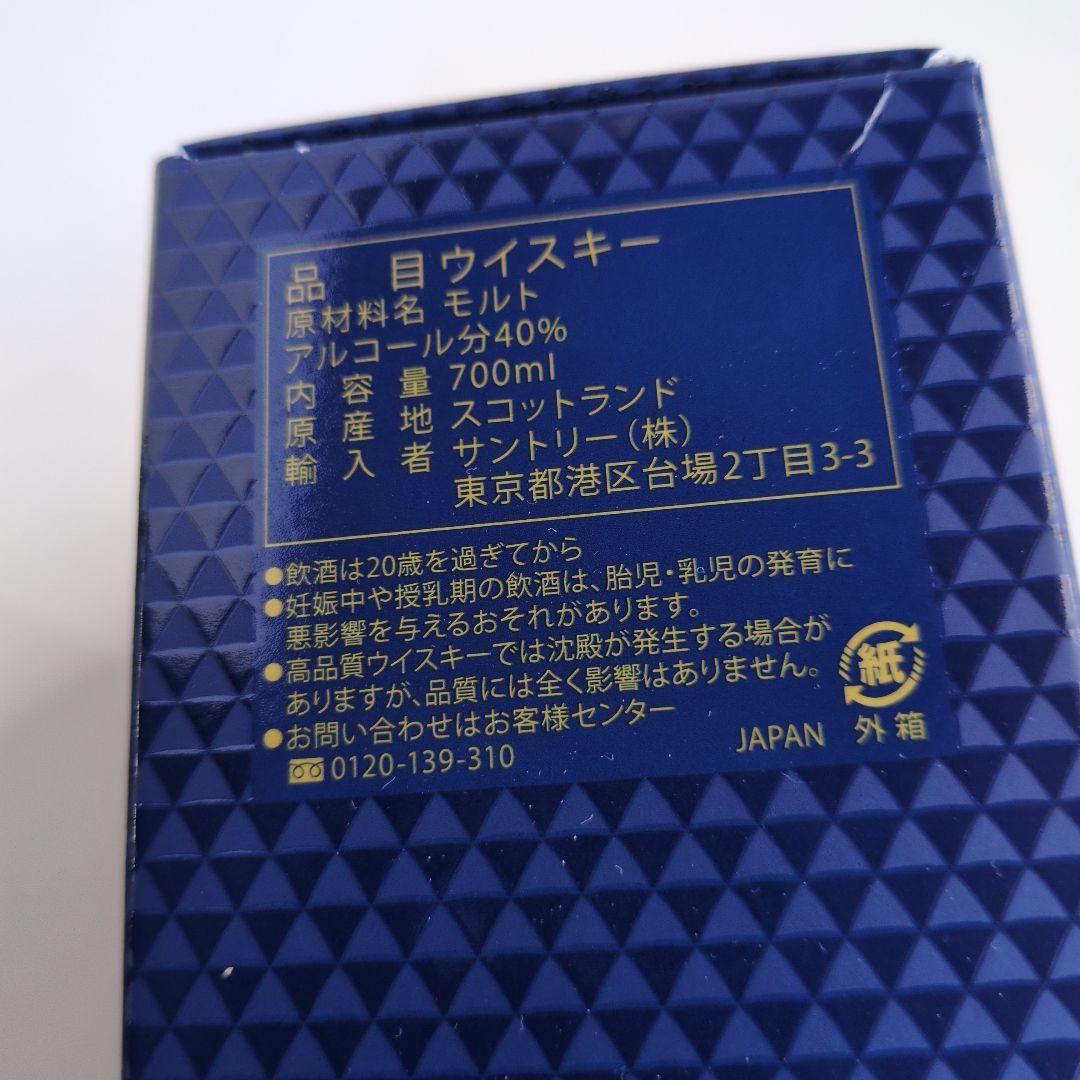 品目 ウイスキー
原材料名 モルト
アルコール分40%
内容量 700ml
原産地 スコットランド
輸入者 サントリー(株)
東京都港区台場2丁目3-3
●飲酒は20歳を過ぎてから
●妊娠中や授乳期の飲酒は、胎児・乳児の発育に
悪影響を与えるおそれがあります。
●高品質ウイスキーでは沈殿が発生する場合が
ありますが、品質には全く影響はありません。
●お問い合わせはお客様センター
0120-139-310
JAPAN
紙
外箱